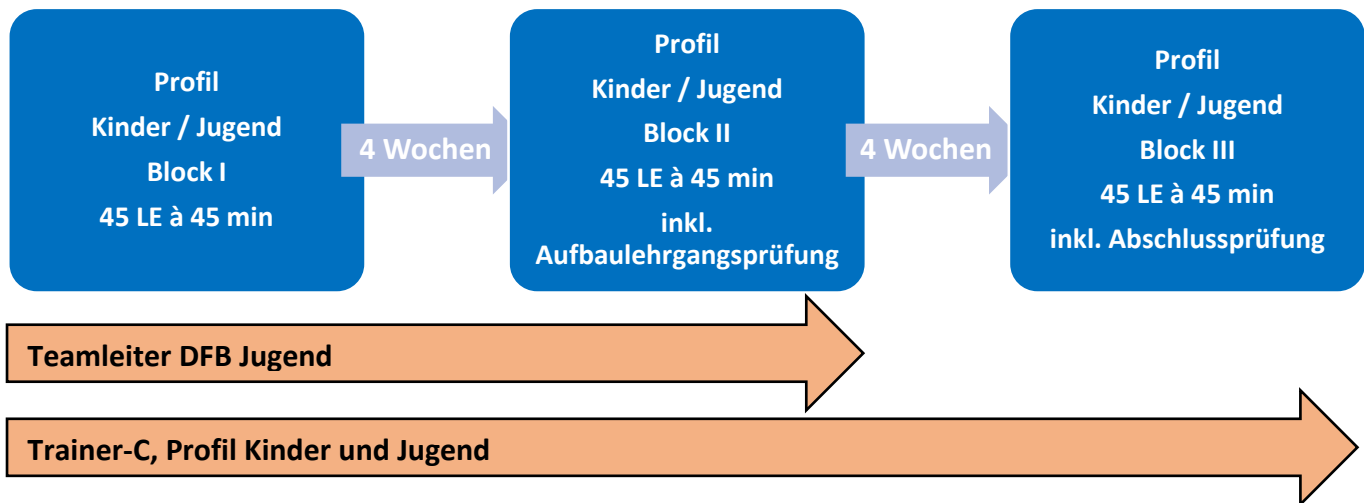 Profil
Kinder / Jugend
Block I
45 LE à 45 min
4 Wochen
Profil
Kinder / Jugend
Block II
45 LE à 45 min
inkl.
Aufbaulehrgangsprüfung
4 Wochen
Profil
Kinder / Jugend
Block III
45 LE à 45 min
inkl. Abschlussprüfung
Teamleiter DFB Jugend
Trainer-C, Profil Kinder und Jugend